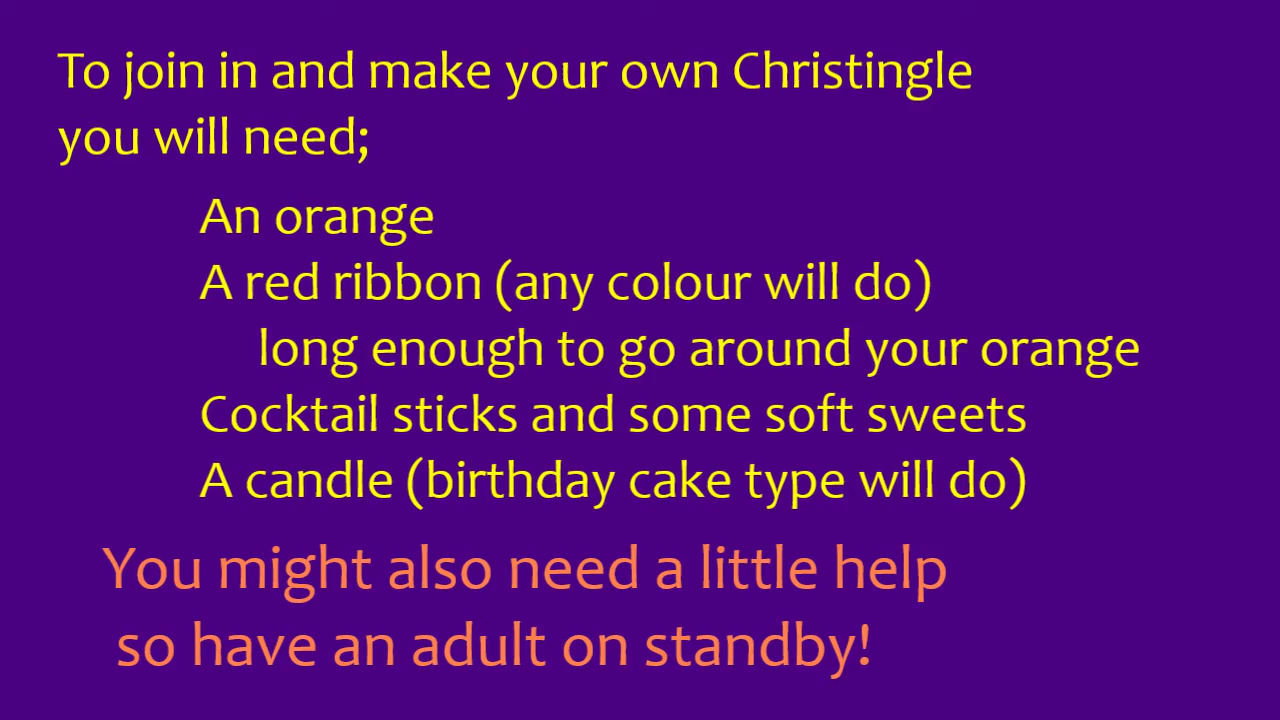 To join in and make your own Christingle
you will need;
An orange
A red ribbon (any colour will do)
long enough to go around your orange
Cocktail sticks and some soft sweets
A candle (birthday cake type will do)
You might also need a little help
so have an adult on standby!